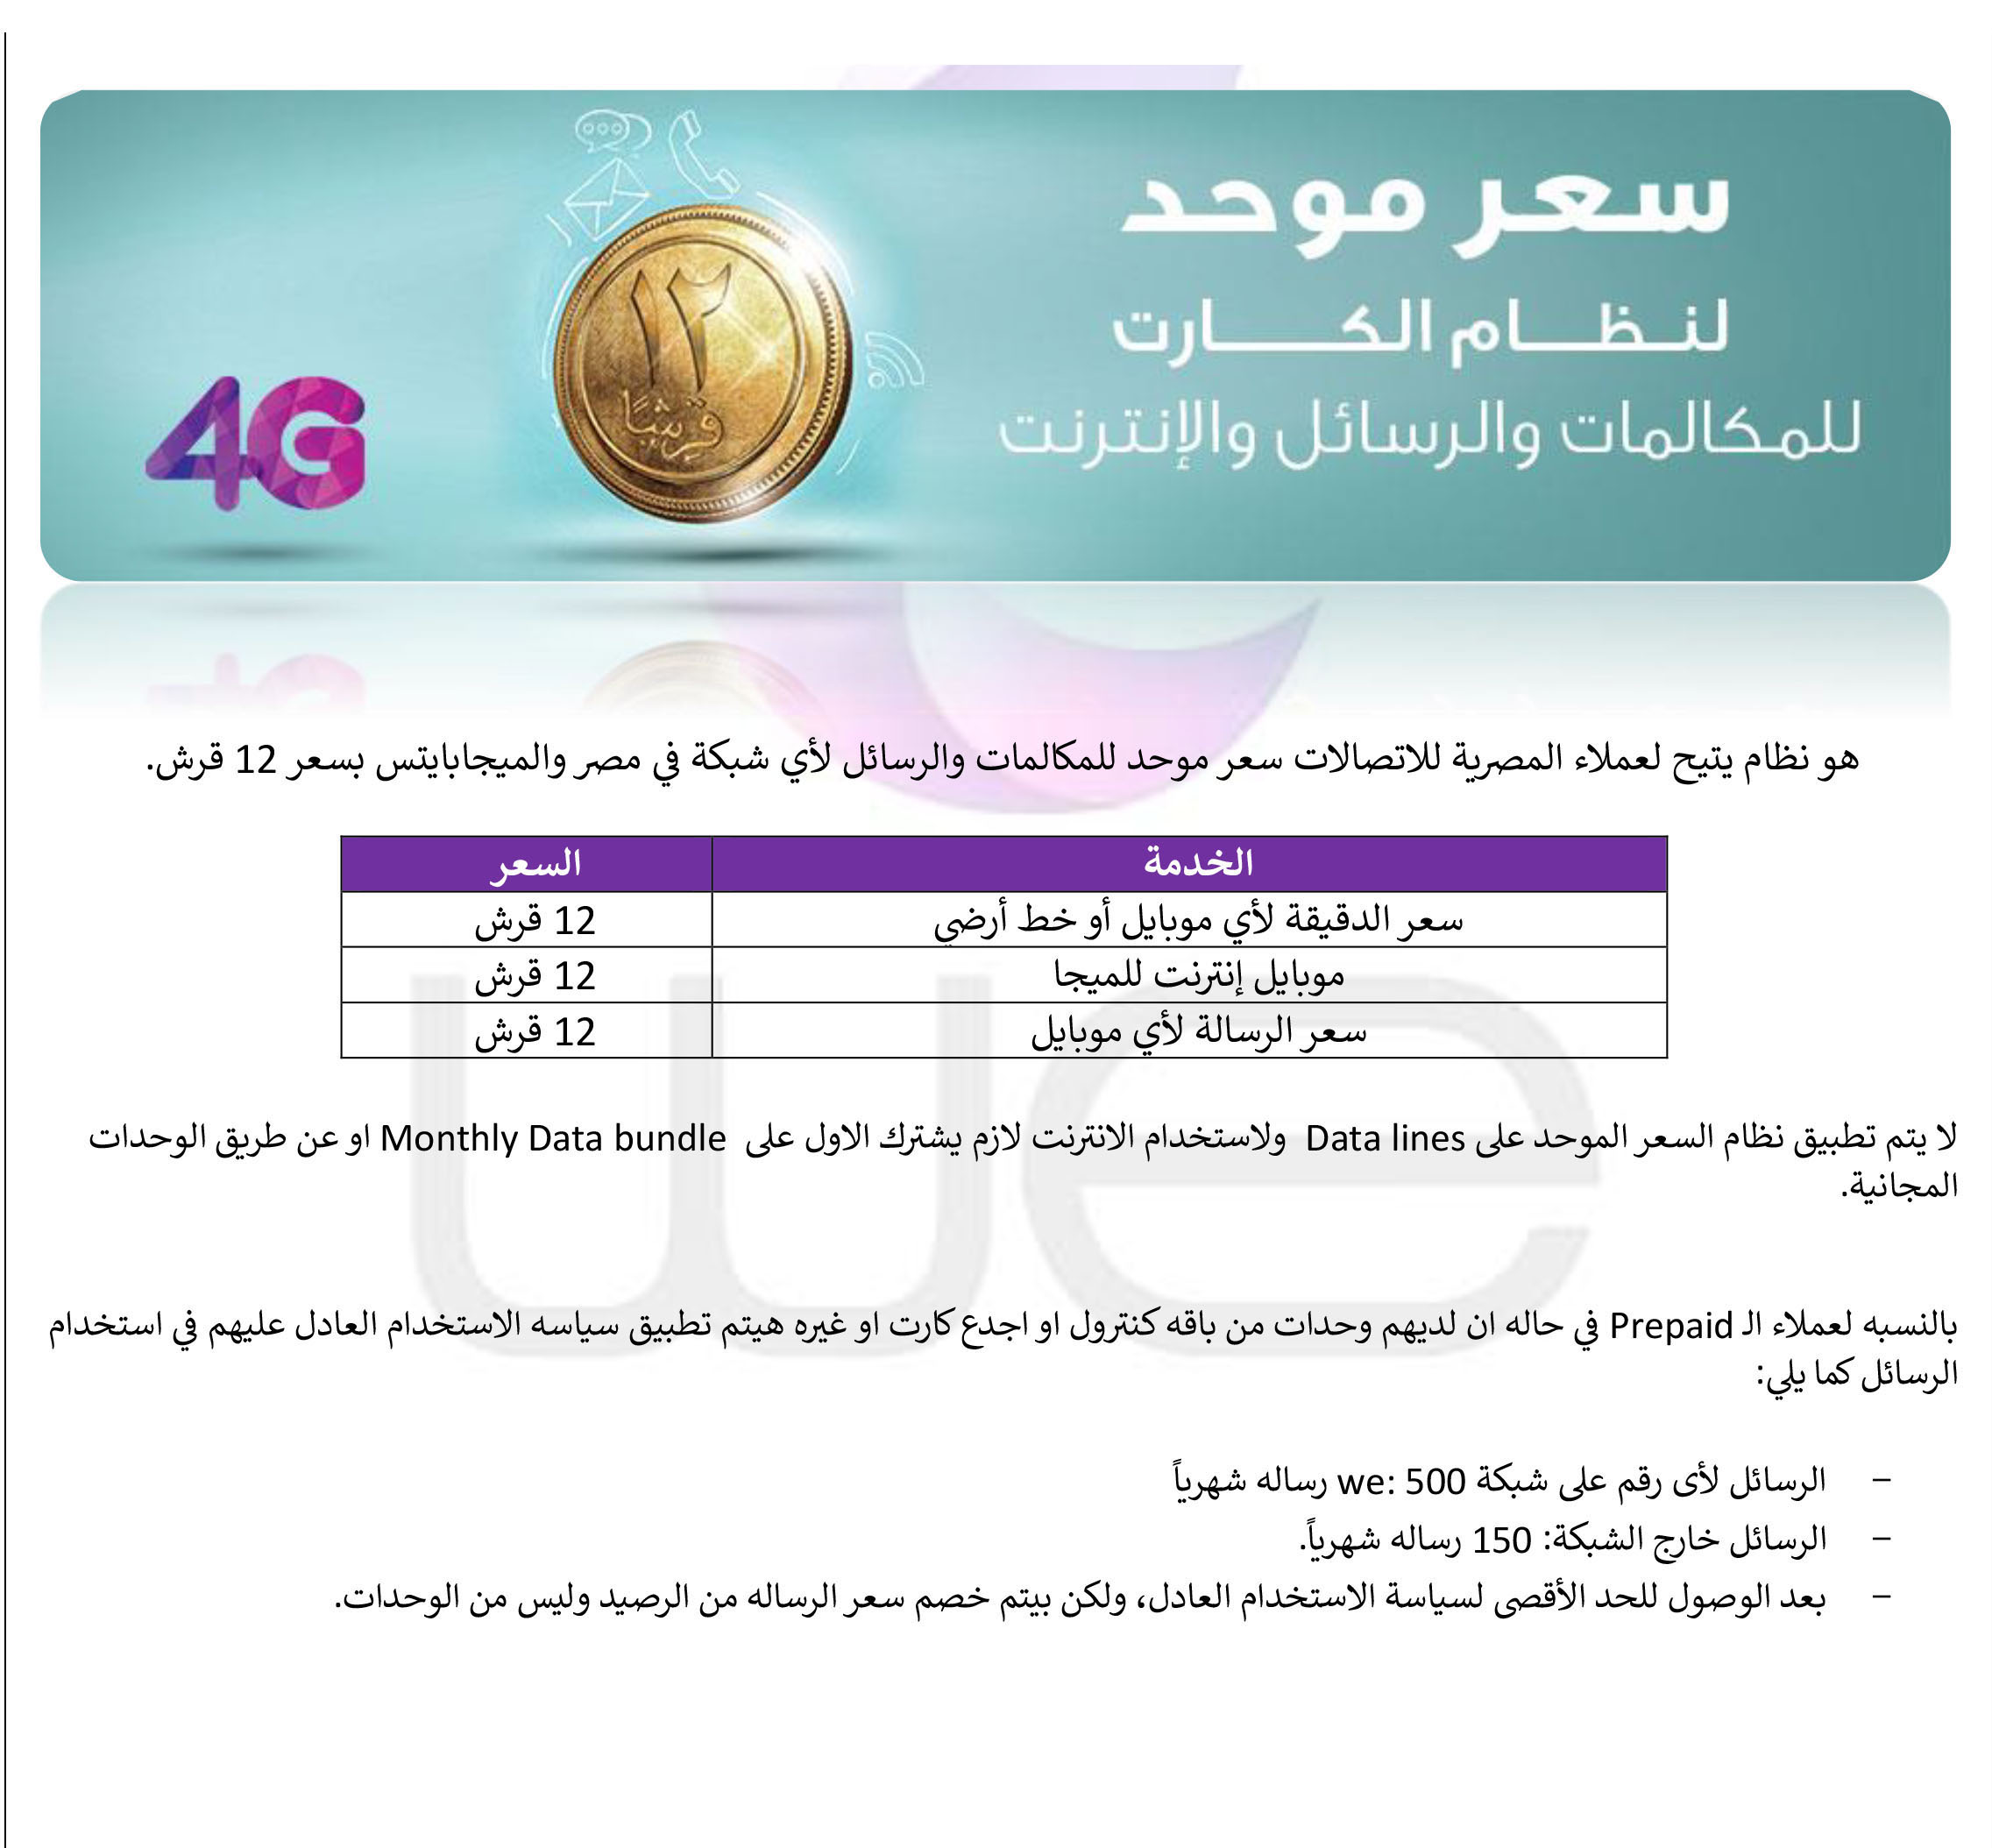 سعر موحد
لنظام الكارت
للمكالمات والرسائل والإنترنت
١٢
قرشًا
4G
هو نظام يتيح لعملاء المصرية للاتصالات سعر موحد للمكالمات والرسائل لأي شبكة في مصر والميجابايتس بسعر 12 قرش.
الخدمة السعر
سعر الدقيقة لأي موبايل أو خط أرضي 12 قرش
موبايل إنترنت للميجا 12 قرش
سعر الرسالة لأي موبايل 12 قرش
لا يتم تطبيق نظام السعر الموحد على Data lines ولاستخدام الانترنت لازم يشترك الاول على Monthly Data bundle او عن طريق الوحدات
المجانية.
بالنسبه لعملاء الـ Prepaid في حاله ان لديهم وحدات من باقه كنترول او اجدع كارت او غيره هيتم تطبيق سياسه الاستخدام العادل عليهم في استخدام
الرسائل كما يلي:
– الرسائل لأى رقم على شبكة we: 500 رساله شهرياً
– الرسائل خارج الشبكة: 150 رساله شهرياً.
– بعد الوصول للحد الأقصى لسياسة الاستخدام العادل، ولكن بيتم خصم سعر الرساله من الرصيد وليس من الوحدات.
we